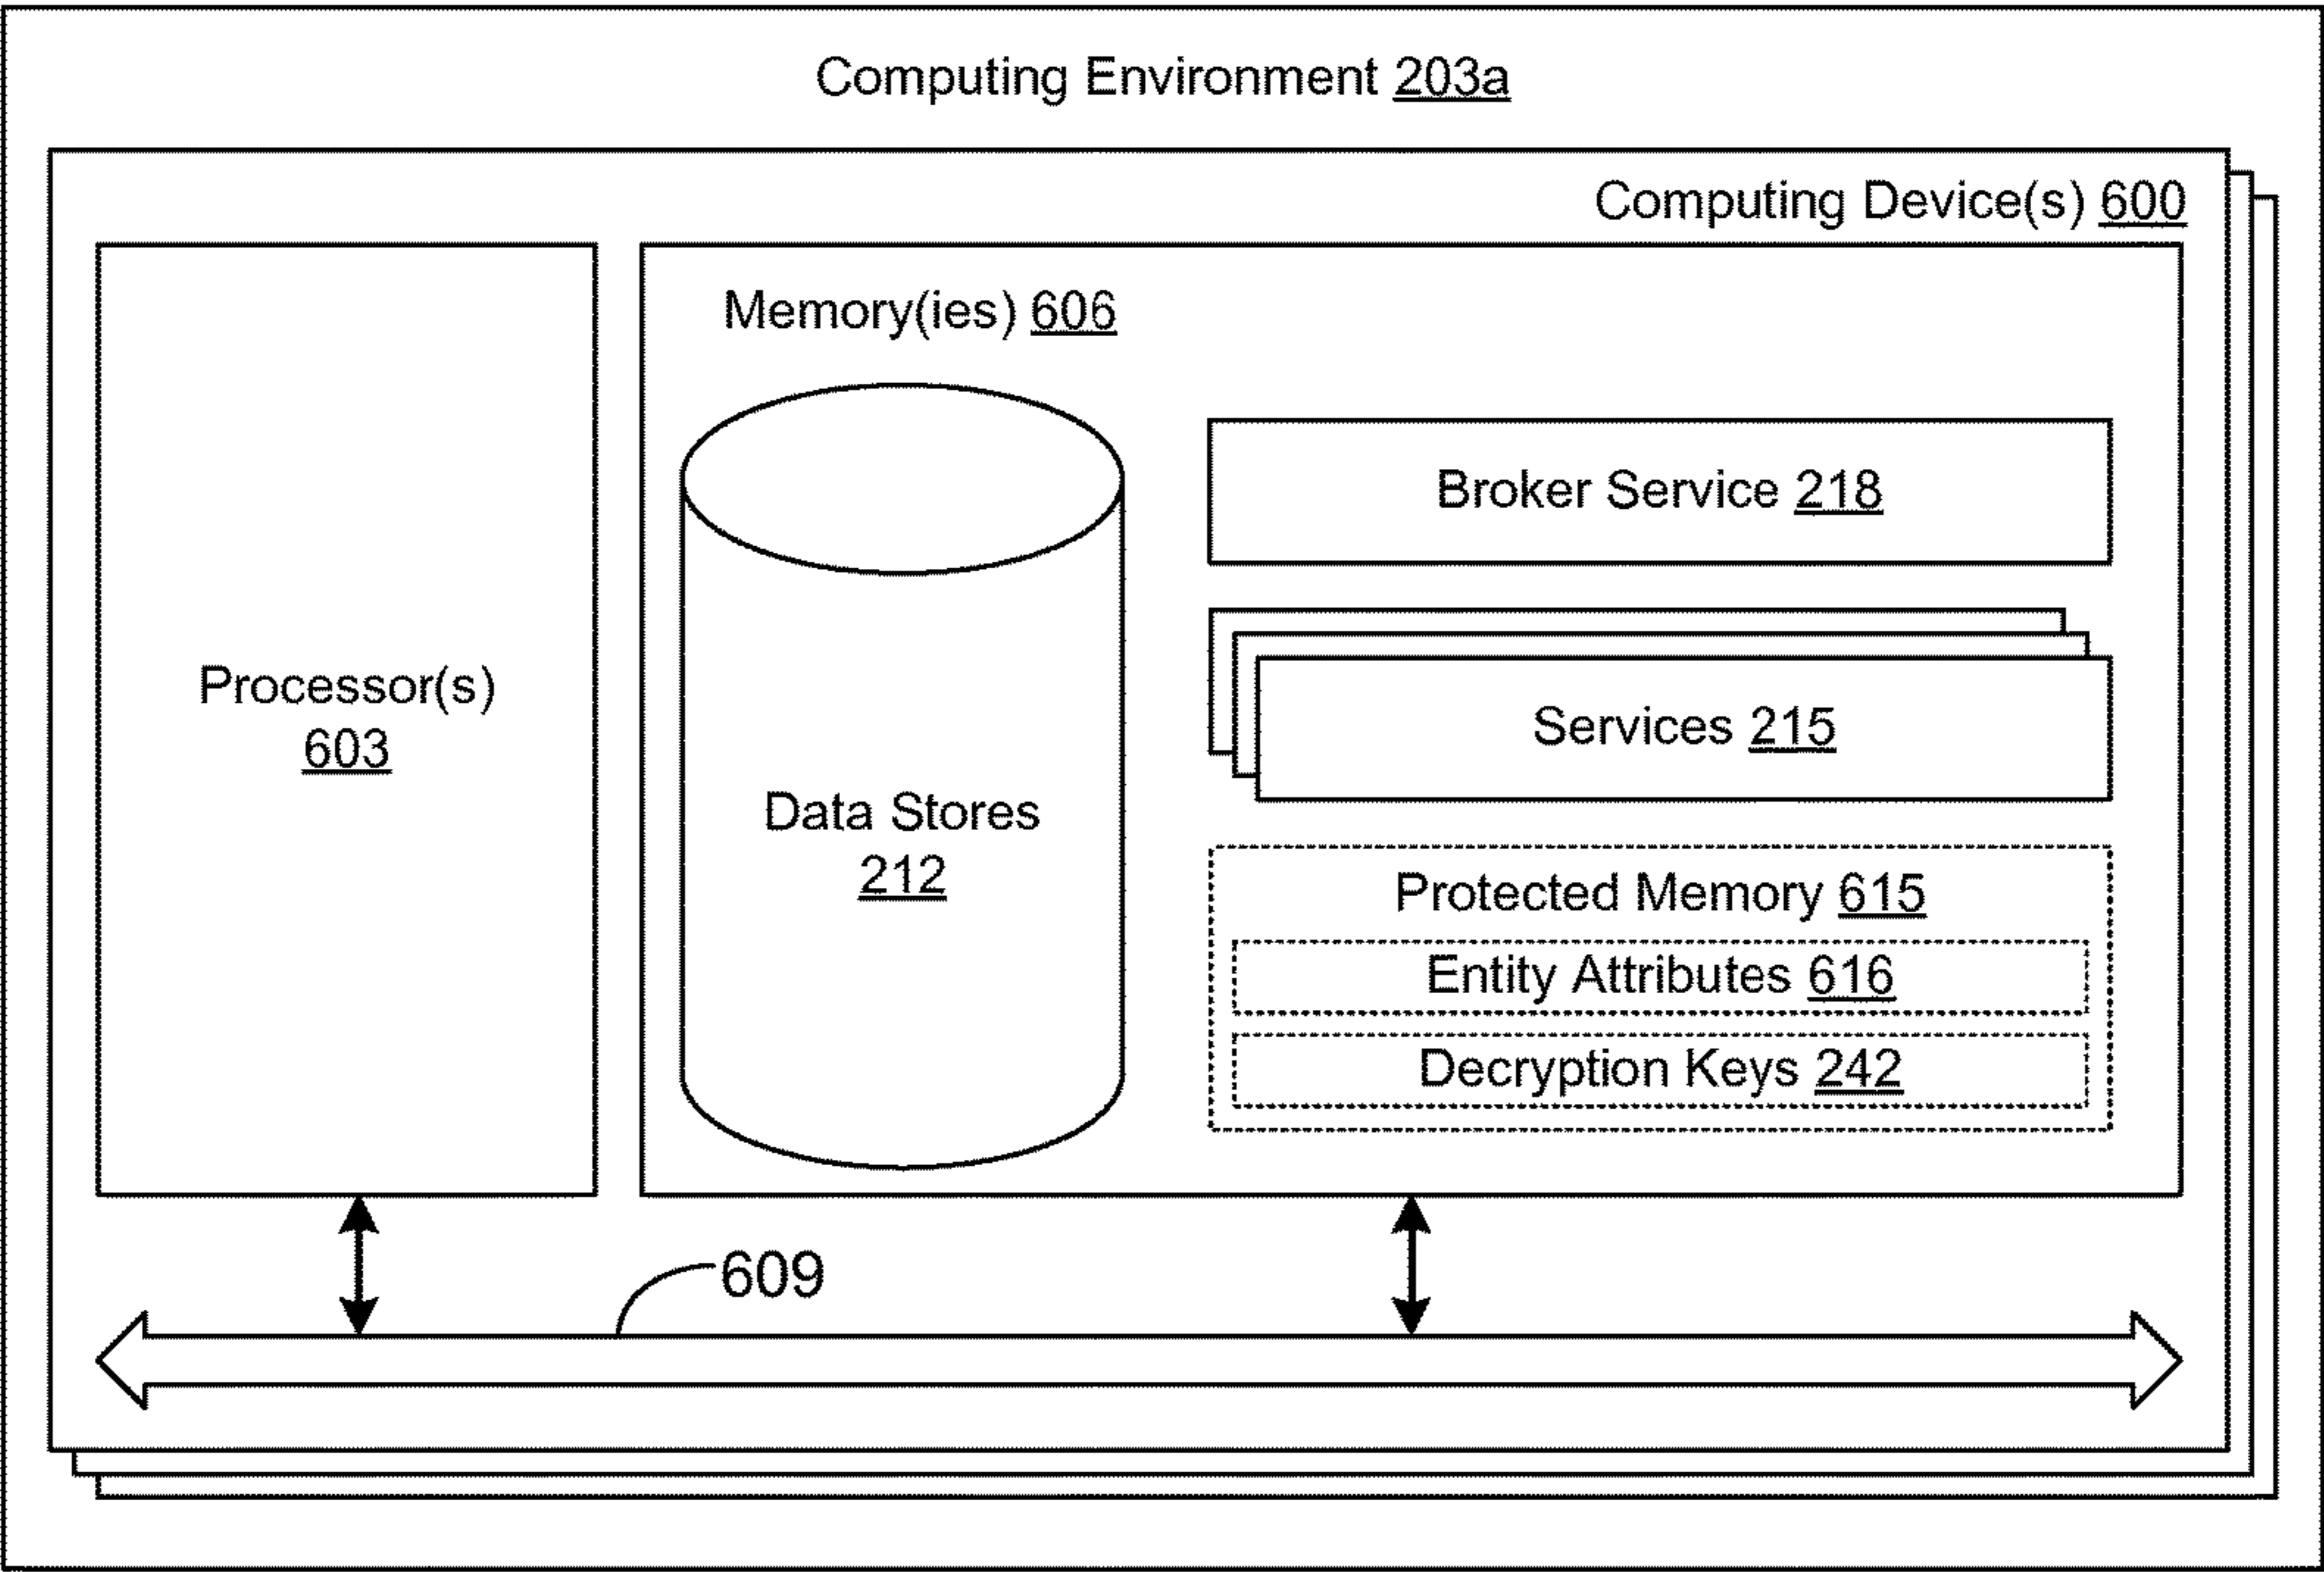 Computing Environment 203a
Computing Device(s) 600
Memory(ies) 606
Processor(s)
603
Data Stores
212
Broker Service 218
Services 215
Protected Memory 615
Entity Attributes 616
Decryption Keys 242
609